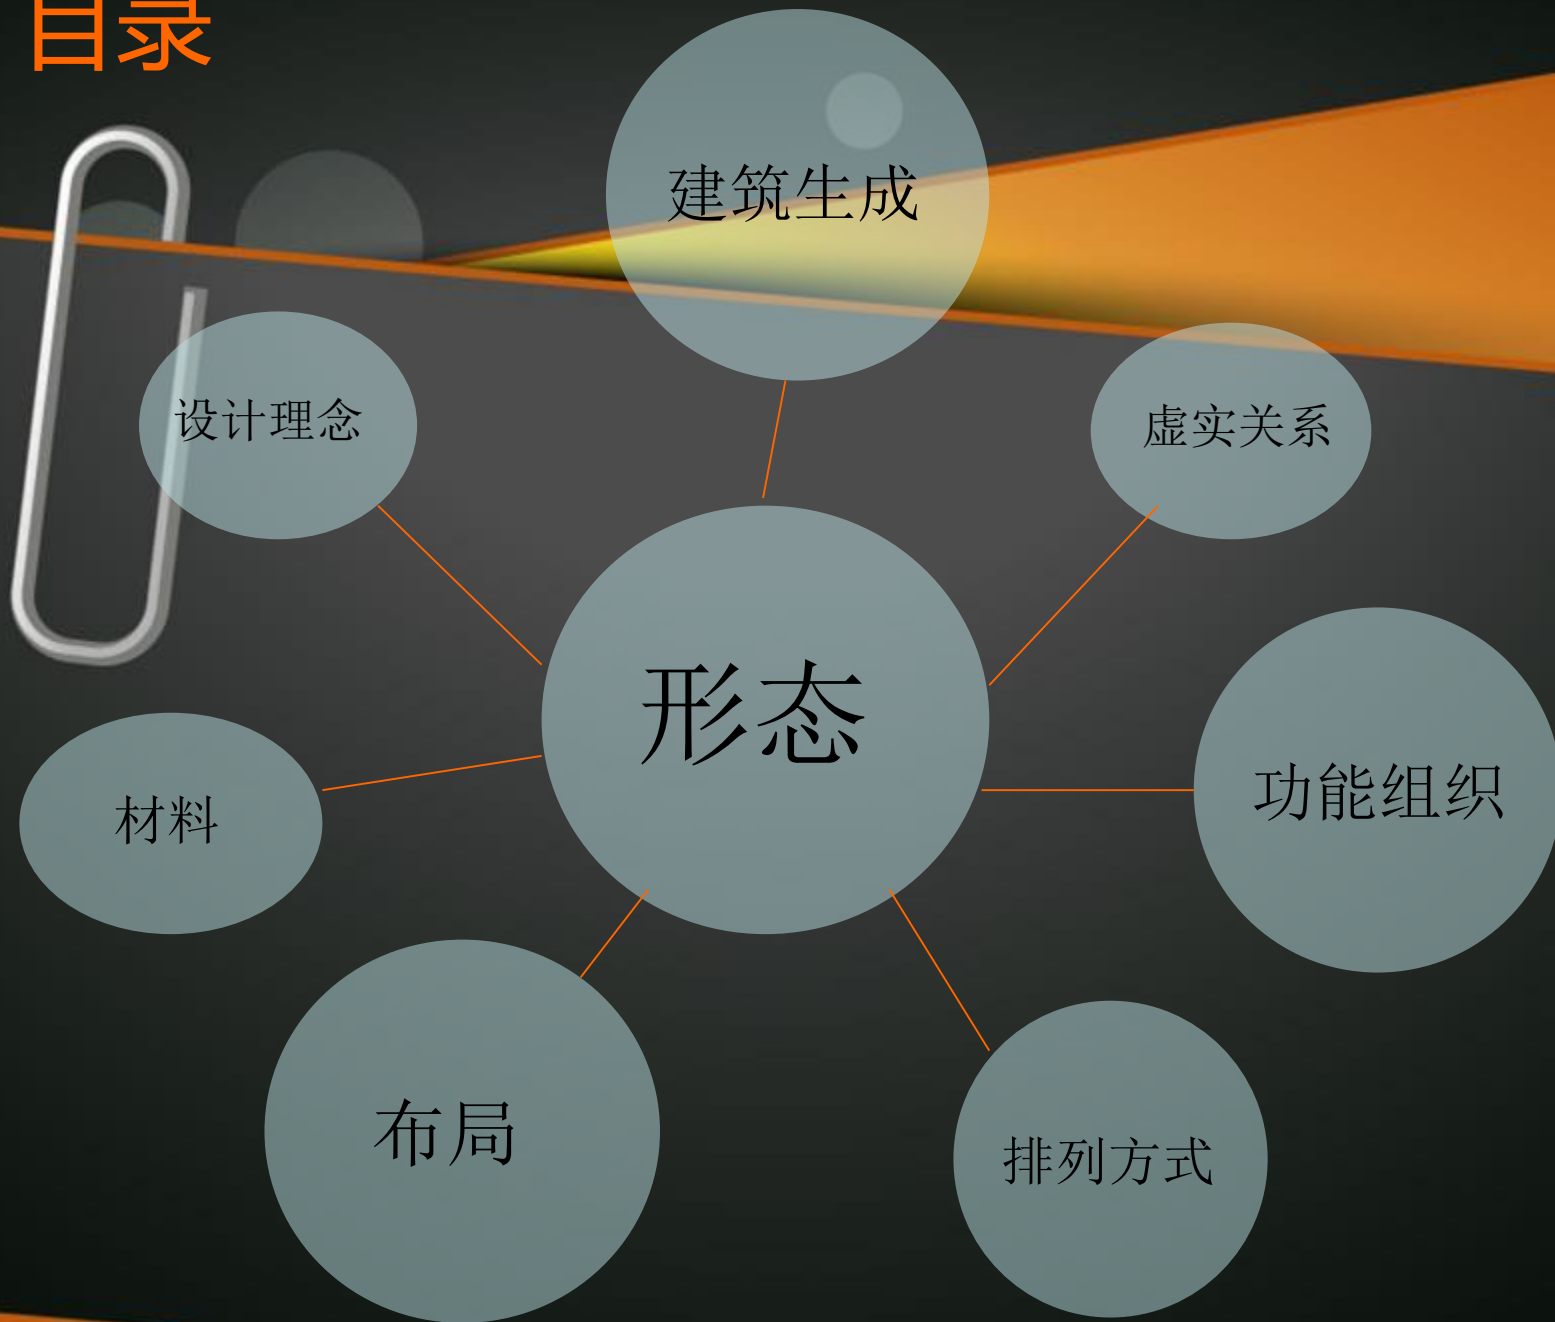 目录
建筑生成
设计理念
虚实关系
形态
功能组织
材料
布局
排列方式